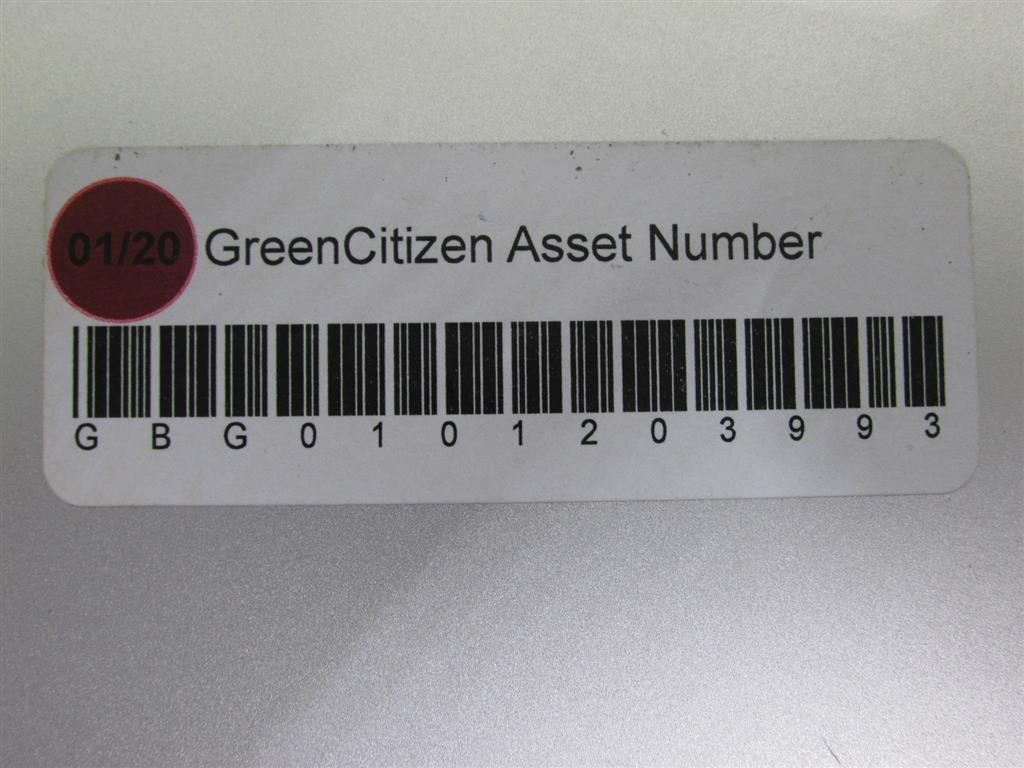 01/20 GreenCitizen Asset Number
G B G 0 1 0 1 2 0 3 9 9 3